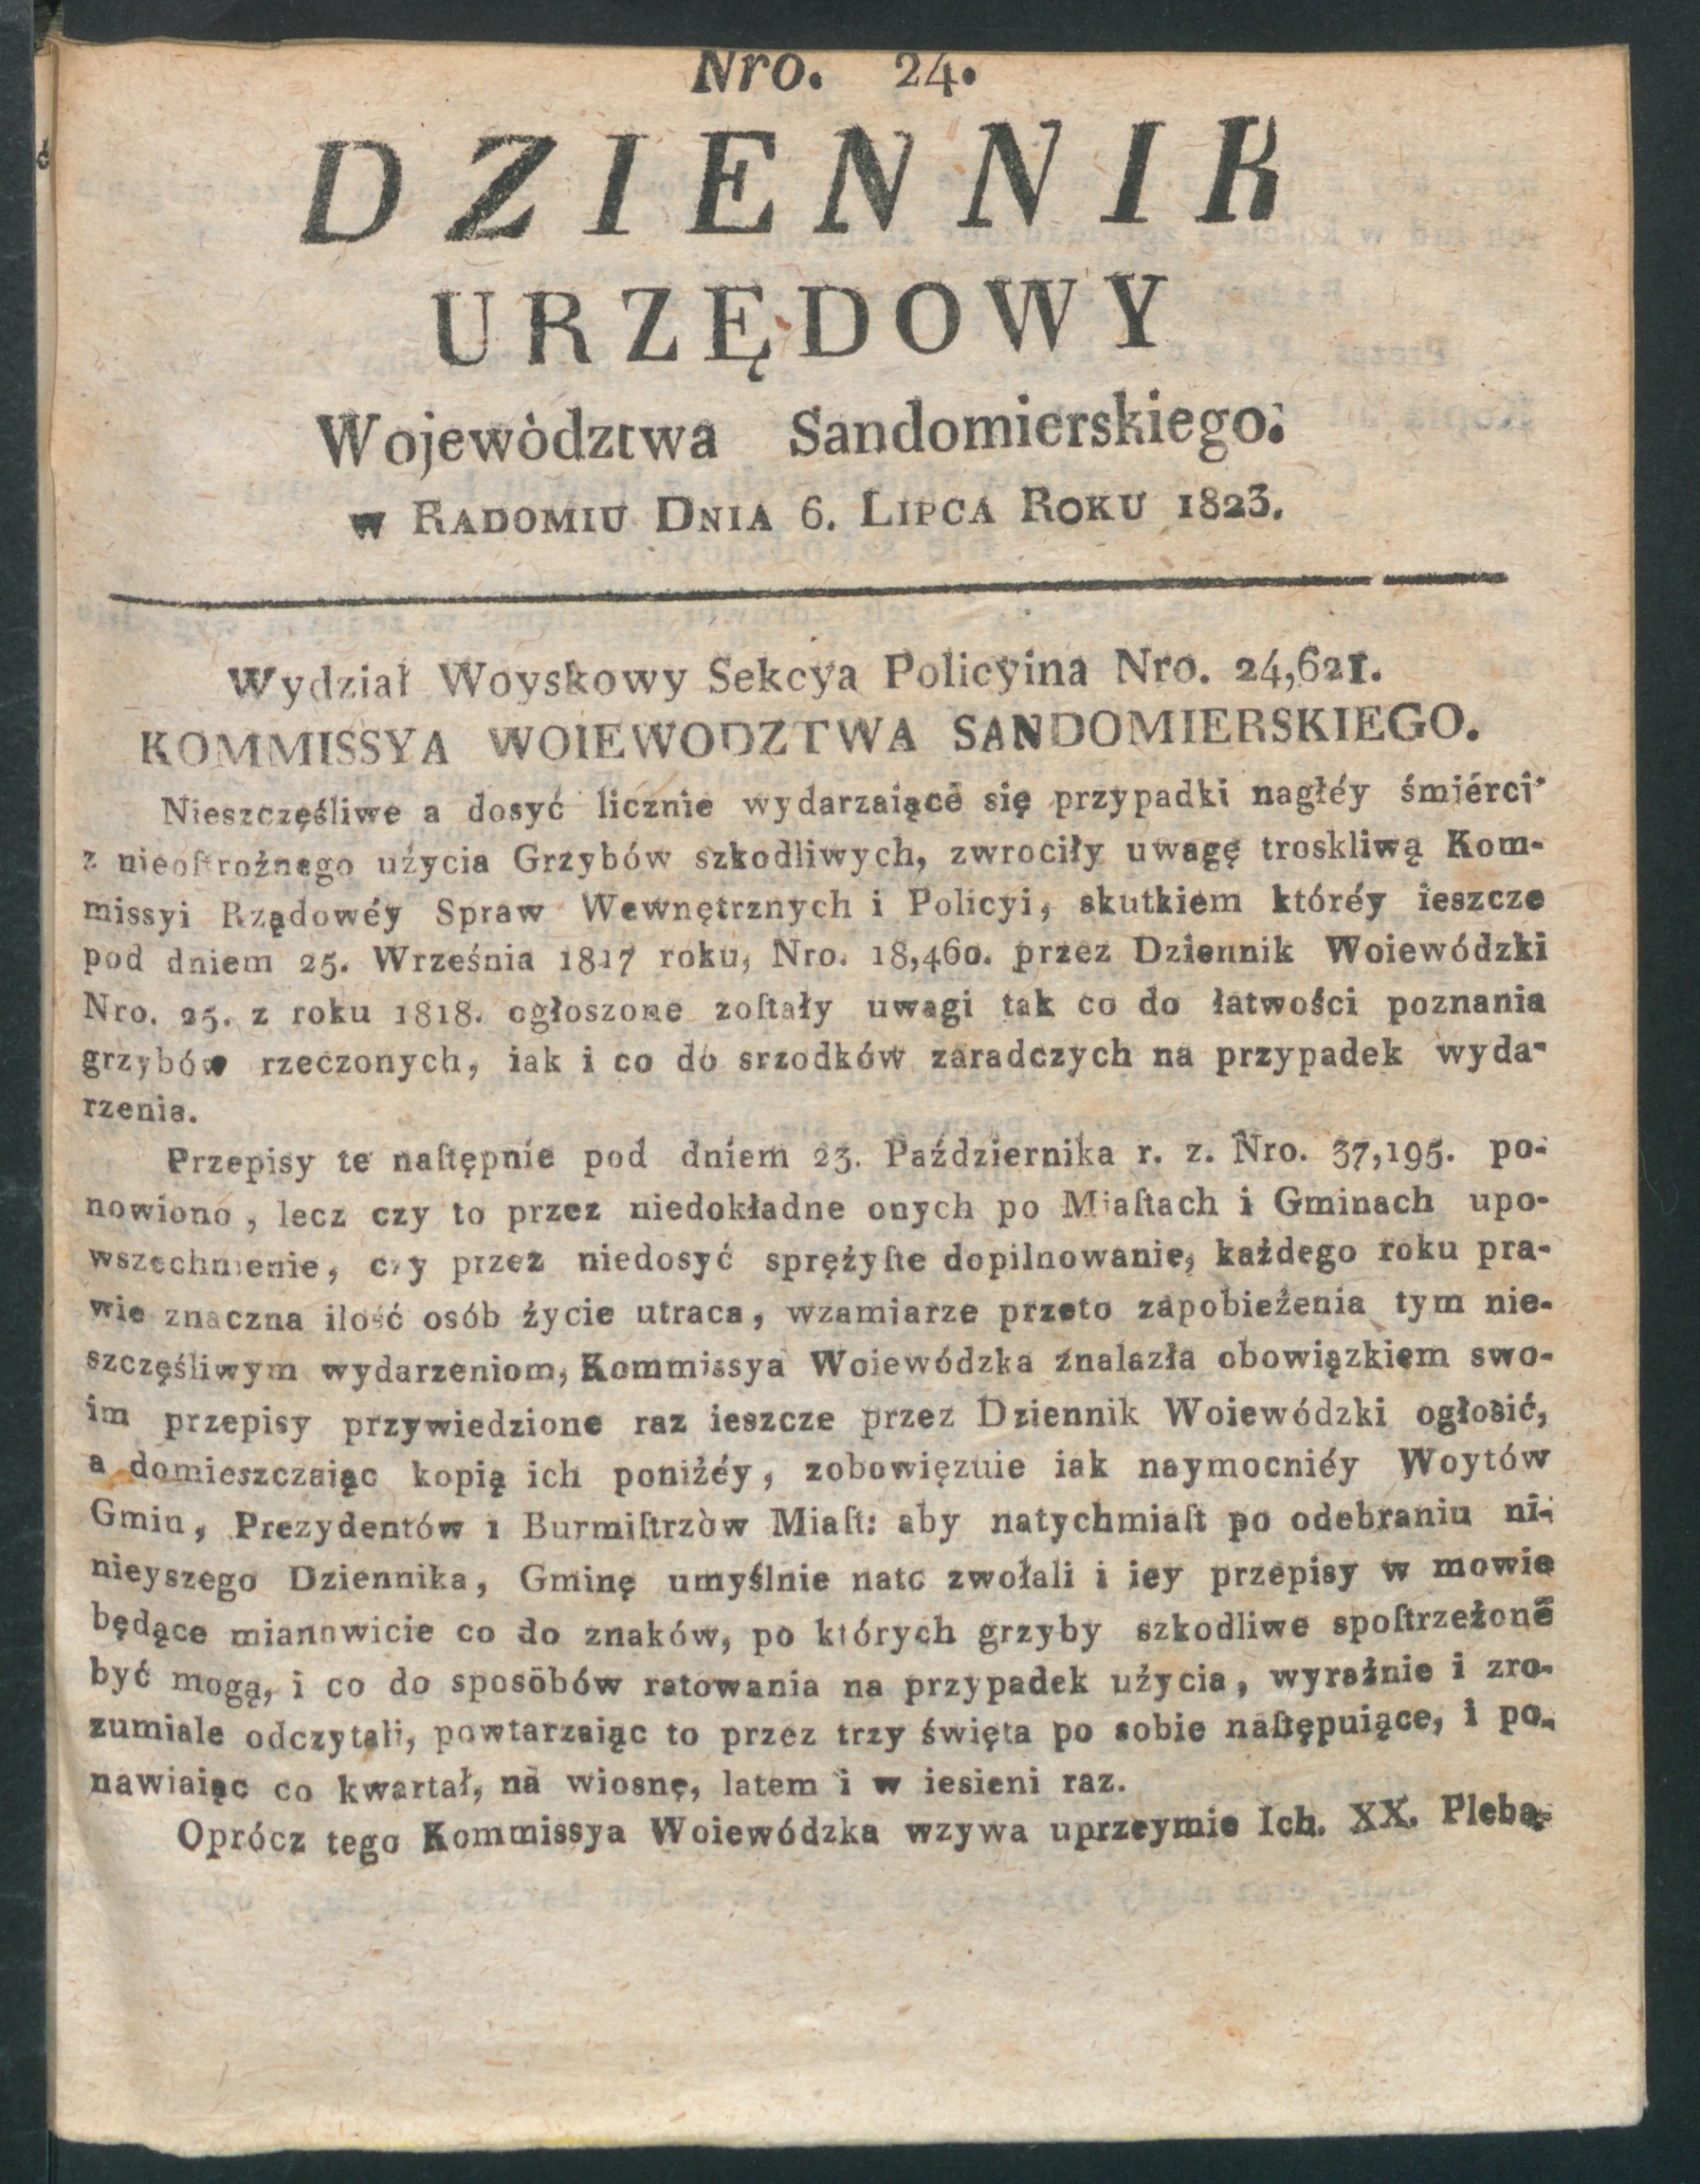 Nro. 24.
DZIENNIK
URZĘDOWY
Województwa Sandomierskiego.
w RADOMIU DNIA 6. LIPCA ROKU 1823.
Wydział Woyskowy Sekcya Policyina Nro. 24,621.
KOMMISSYA WOIEWODZTWA SANDOMIERSKIEGO.
Nieszczęśliwe a dosyć licznie wydarzaiące się przypadki nagłéy śmiérci
z nieoſtrożnego użycia Grzybów szkodliwych, zwrociły uwagę troskliwą Kom-
missyi Rządowéy Spraw Wewnętrznych i Policyi, skutkiem któréy ieszcze
pod dniem 25. Września 1817 roku, Nro. 18,460. przez Dziennik Woiewódzki
Nro. 25. z roku 1818. ogłoszone zoſtały uwagi tak co do łatwości poznania
grzybów rzeczonych, iak i co do srzodków zaradczych na przypadek wyda-
rzenia.
Przepisy te naſtępnie pod dniem 23. Października r. z. Nro. 37,195. po-
nowiono, lecz czy to przez niedokładne onych po Miaſtach i Gminach upo-
wszechnienie, czy przez niedosyć sprężyſte dopilnowanie, każdego roku pra-
wie znaczna ilość osób życie utraca, wzamiarze przeto zapobieżenia tym nie-
szczęśliwym wydarzeniom, Kommissya Woiewódzka znalazła obowiązkiem swo-
im przepisy przywiedzione raz ieszcze przez Dziennik Woiewódzki ogłosić,
a domieszczaiąc kopią ich poniżéy, zobowięzuie iak naymocniéy Woytów
Gmin, Prezydentów i Burmiſtrzòw Miaſt: aby natychmiaſt po odebraniu ni-
nieyszego Dziennika, Gminę umyślnie nato zwołali i iey przepisy w mowie
będące mianowicie co do znaków, po których grzyby szkodliwe spoſtrzeżone
być mogą, i co do sposobów ratowania na przypadek użycia, wyraźnie i zro-
zumiale odczytali, powtarzaiąc to przez trzy święta po sobie naſtępuiące, i po-
nawiaiąc co kwartał, na wiosnę, latem i w iesieni raz.
Oprócz tego Kommissya Woiewódzka wzywa uprzeymie Ich. XX. Pleba-